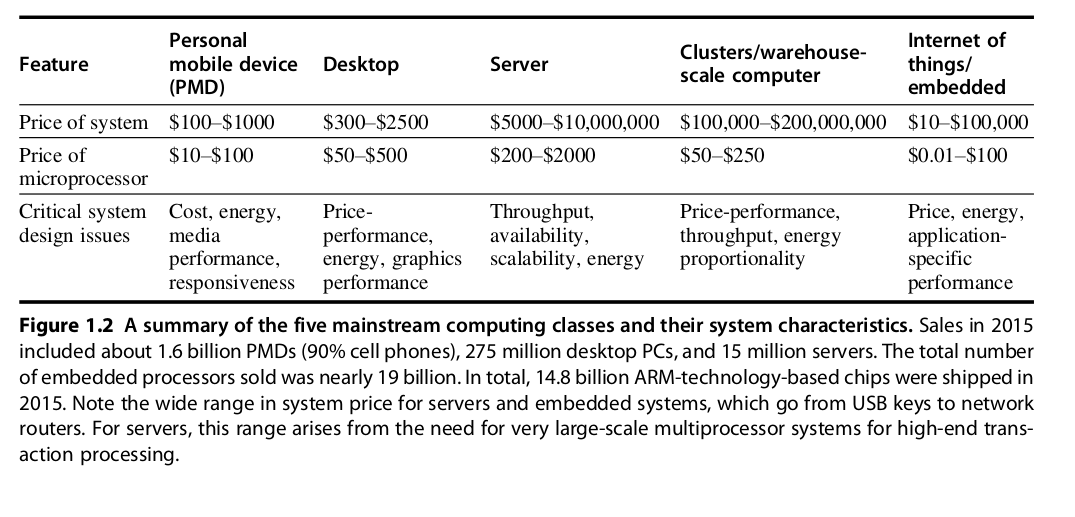 Feature
Personal mobile device (PMD)
Desktop
Server
Clusters/warehouse-scale computer
Internet of things/embedded
Price of system $100–$1000 $300–$2500 $5000–$10,000,000 $100,000–$200,000,000 $10–$100,000
Price of microprocessor $10–$100 $50–$500 $200–$2000 $50–$250 $0.01–$100
Critical system design issues
Cost, energy, media performance, responsiveness
Price-performance, energy, graphics performance
Throughput, availability, scalability, energy
Price-performance, throughput, energy proportionality
Price, energy, application-specific performance
Figure 1.2 A summary of the five mainstream computing classes and their system characteristics. Sales in 2015
included about 1.6 billion PMDs (90% cell phones), 275 million desktop PCs, and 15 million servers. The total number
of embedded processors sold was nearly 19 billion. In total, 14.8 billion ARM-technology-based chips were shipped in
2015. Note the wide range in system price for servers and embedded systems, which go from USB keys to network
routers. For servers, this range arises from the need for very large-scale multiprocessor systems for high-end trans-
action processing.